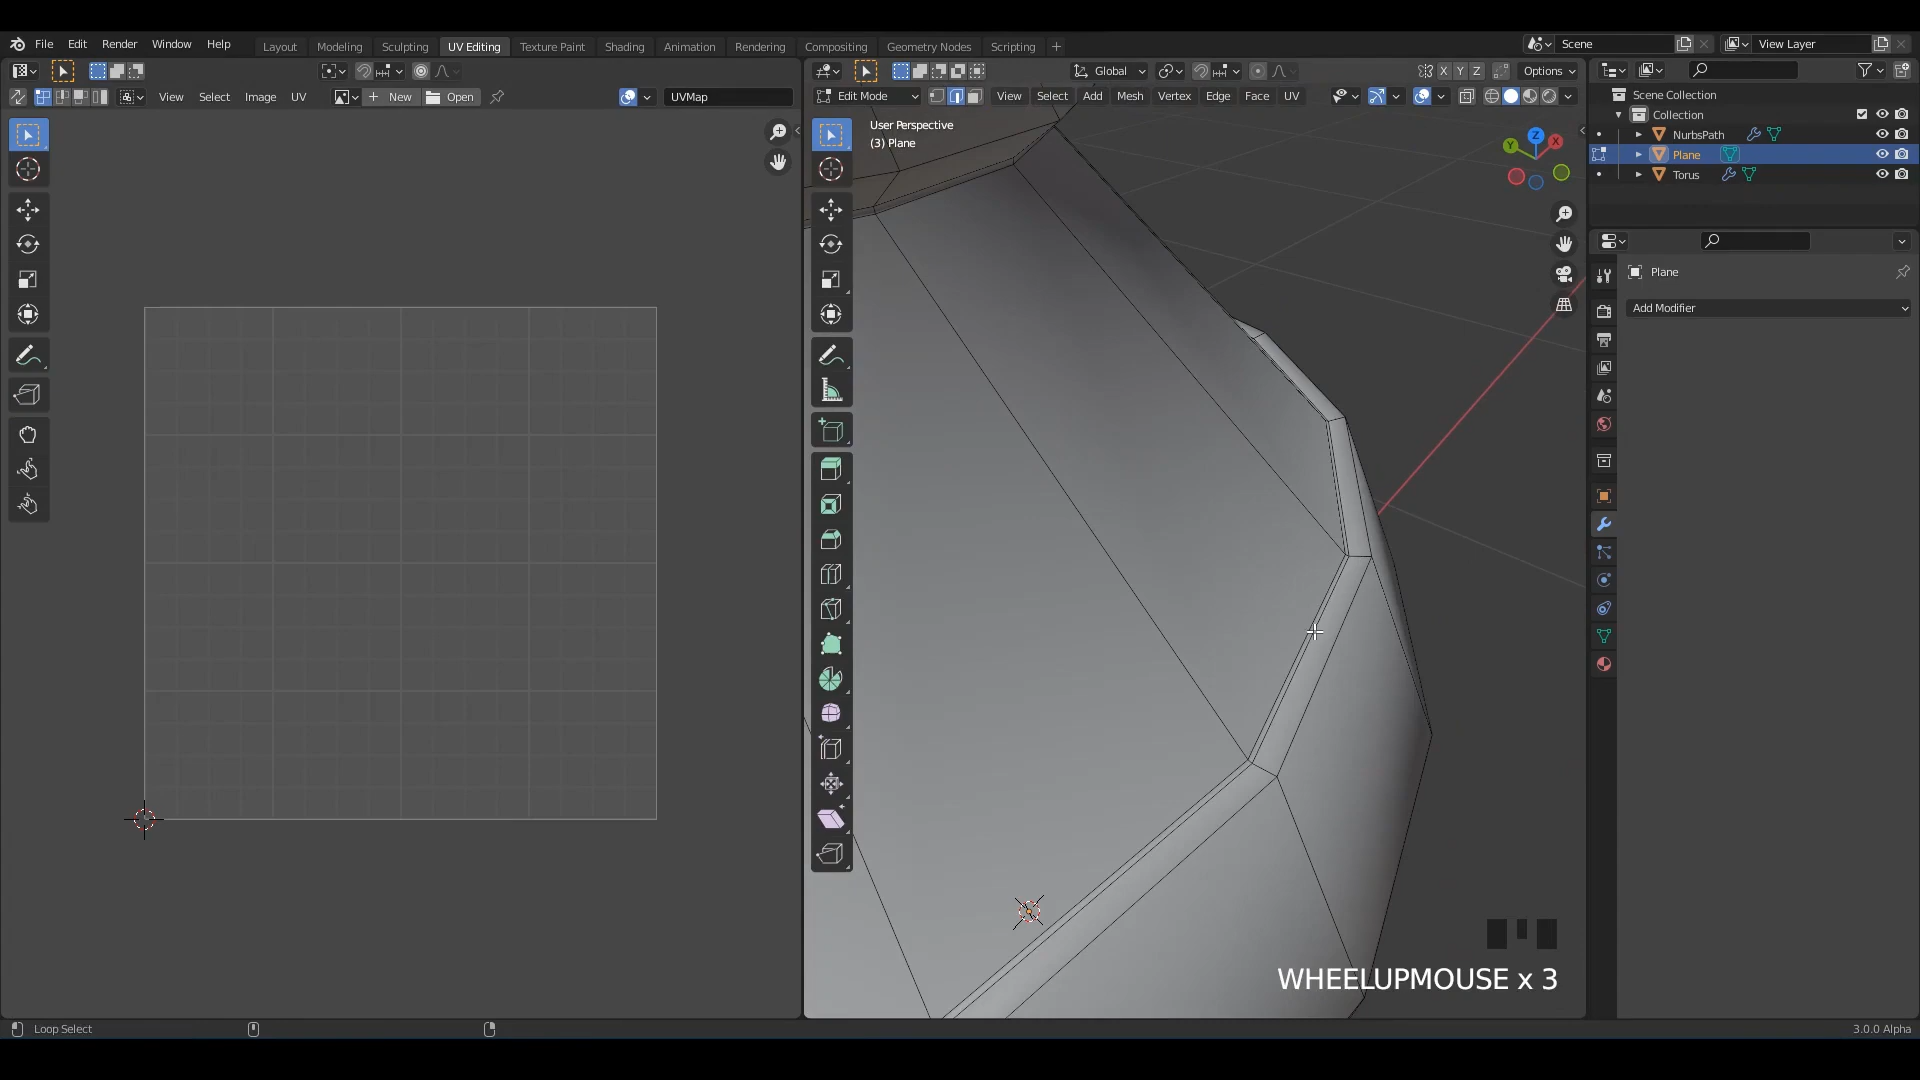 File Edit Render Window Help Layout Modeling Sculpting UV Editing Texture Paint Shading Animation Rendering Compositing Geometry Nodes Scripting + Scene View Layer
Global X Y Z Options
View Select Image UV New Open UVMap Edit Mode View Select Add Mesh Vertex Edge Face UV
Scene Collection
Collection
NurbsPath
Plane
Torus
User Perspective
(3) Plane
Z
Y
X
Plane
Add Modifier
WHEELUPMOUSE x 3
Loop Select
3.0.0 Alpha